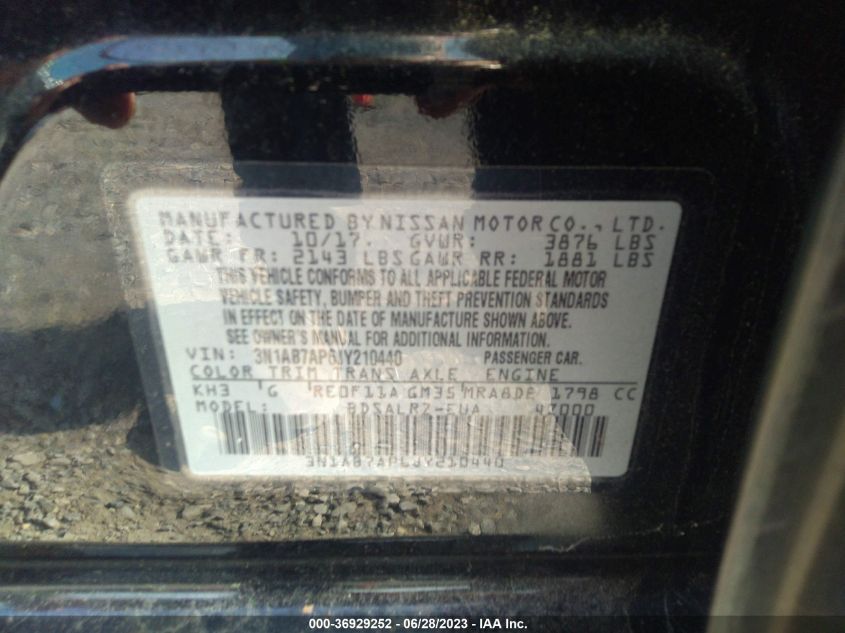 MANUFACTURED BY NISSAN MOTOR CO., LTD.
DATE: 10/17. GVWR: 3876 LBS
GAWR FR: 2143 LBS GAWR RR: 1881 LBS
THIS VEHICLE CONFORMS TO ALL APPLICABLE FEDERAL MOTOR
VEHICLE SAFETY, BUMPER AND THEFT PREVENTION STANDARDS
IN EFFECT ON THE DATE OF MANUFACTURE SHOWN ABOVE.
SEE OWNER'S MANUAL FOR ADDITIONAL INFORMATION.
VIN: 3N1AB7AP6JY210440 PASSENGER CAR.
COLOR TRIM TRANS AXLE ENGINE
KH3 G RE0F11A GM35 MRA8DE 1798 CC
MODEL: BDSALRZ-EUA 47000
3N1AB7AP6JY210440
000-36929252 - 06/28/2023 - IAA Inc.